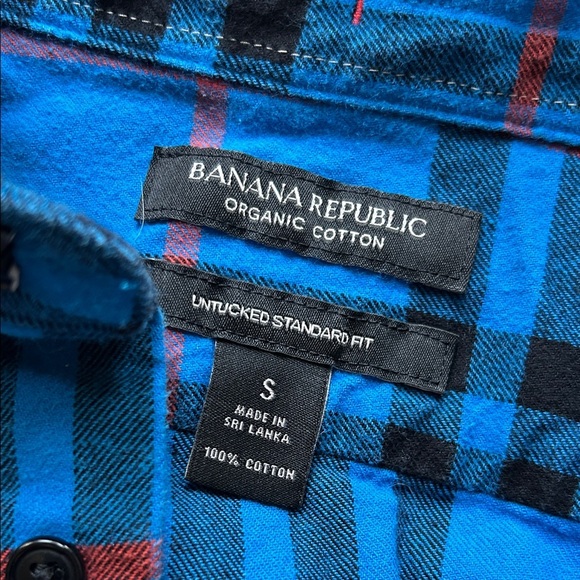 BANANA REPUBLIC
ORGANIC COTTON
UNTUCKED STANDARD FIT
S
MADE IN
SRI LANKA
100% COTTON